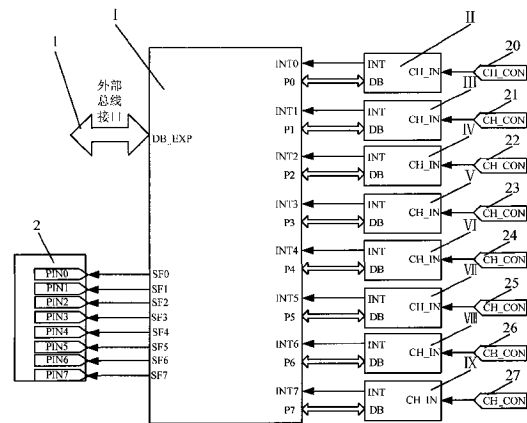 1
I
外部
总线
接口
DB_EXP
2
PIN0 SF0
PIN1 SF1
PIN2 SF2
PIN3 SF3
PIN4 SF4
PIN5 SF5
PIN6 SF6
PIN7 SF7
II
INT0 INT CH_IN 20
P0 DB CH_CON
III
INT1 INT CH_IN 21
P1 DB CH_CON
IV
INT2 INT CH_IN 22
P2 DB CH_CON
V
INT3 INT CH_IN 23
P3 DB CH_CON
VI
INT4 INT CH_IN 24
P4 DB CH_CON
VII
INT5 INT CH_IN 25
P5 DB CH_CON
VIII
INT6 INT CH_IN 26
P6 DB CH_CON
IX
INT7 INT CH_IN 27
P7 DB CH_CON